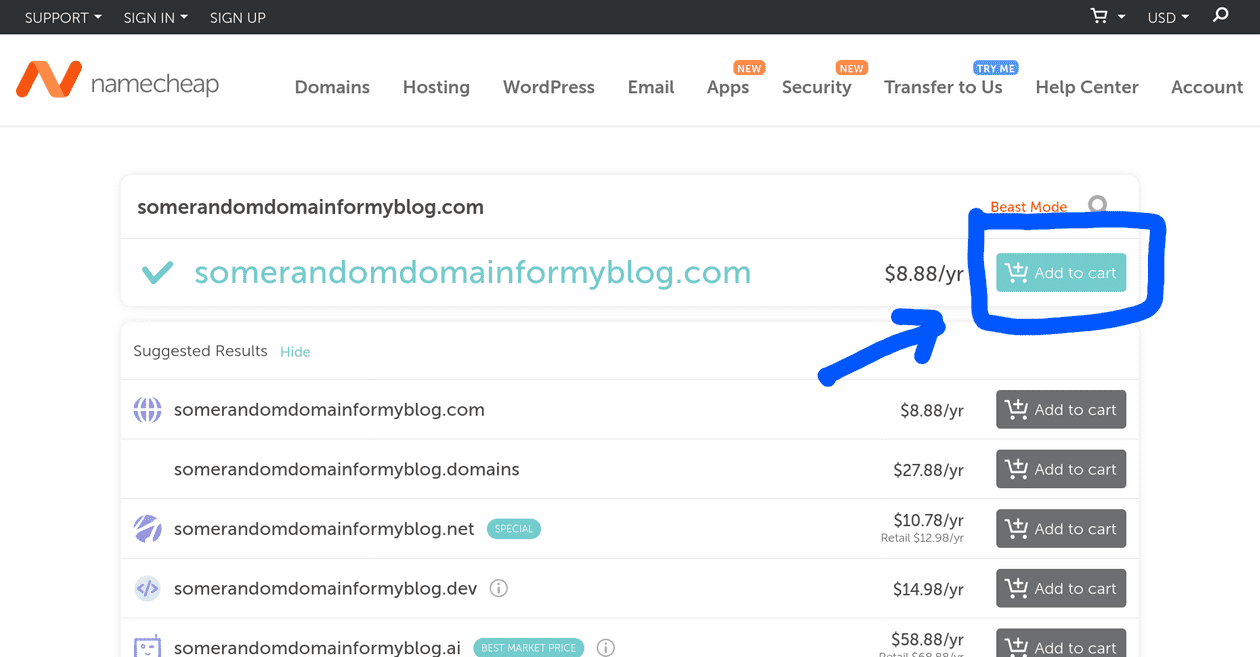 SUPPORT SIGN IN SIGN UP USD
namecheap
NEW NEW TRY ME
Domains Hosting WordPress Email Apps Security Transfer to Us Help Center Account
somerandomdomainformyblog.com Beast Mode
somerandomdomainformyblog.com $8.88/yr Add to cart
Suggested Results Hide
somerandomdomainformyblog.com $8.88/yr Add to cart
somerandomdomainformyblog.domains $27.88/yr Add to cart
somerandomdomainformyblog.net SPECIAL $10.78/yr Add to cart
Retail $12.98/yr
somerandomdomainformyblog.dev $14.98/yr Add to cart
somerandomdomainformyblog.ai BEST MARKET PRICE $58.88/yr Add to cart
Retail $68.88/yr